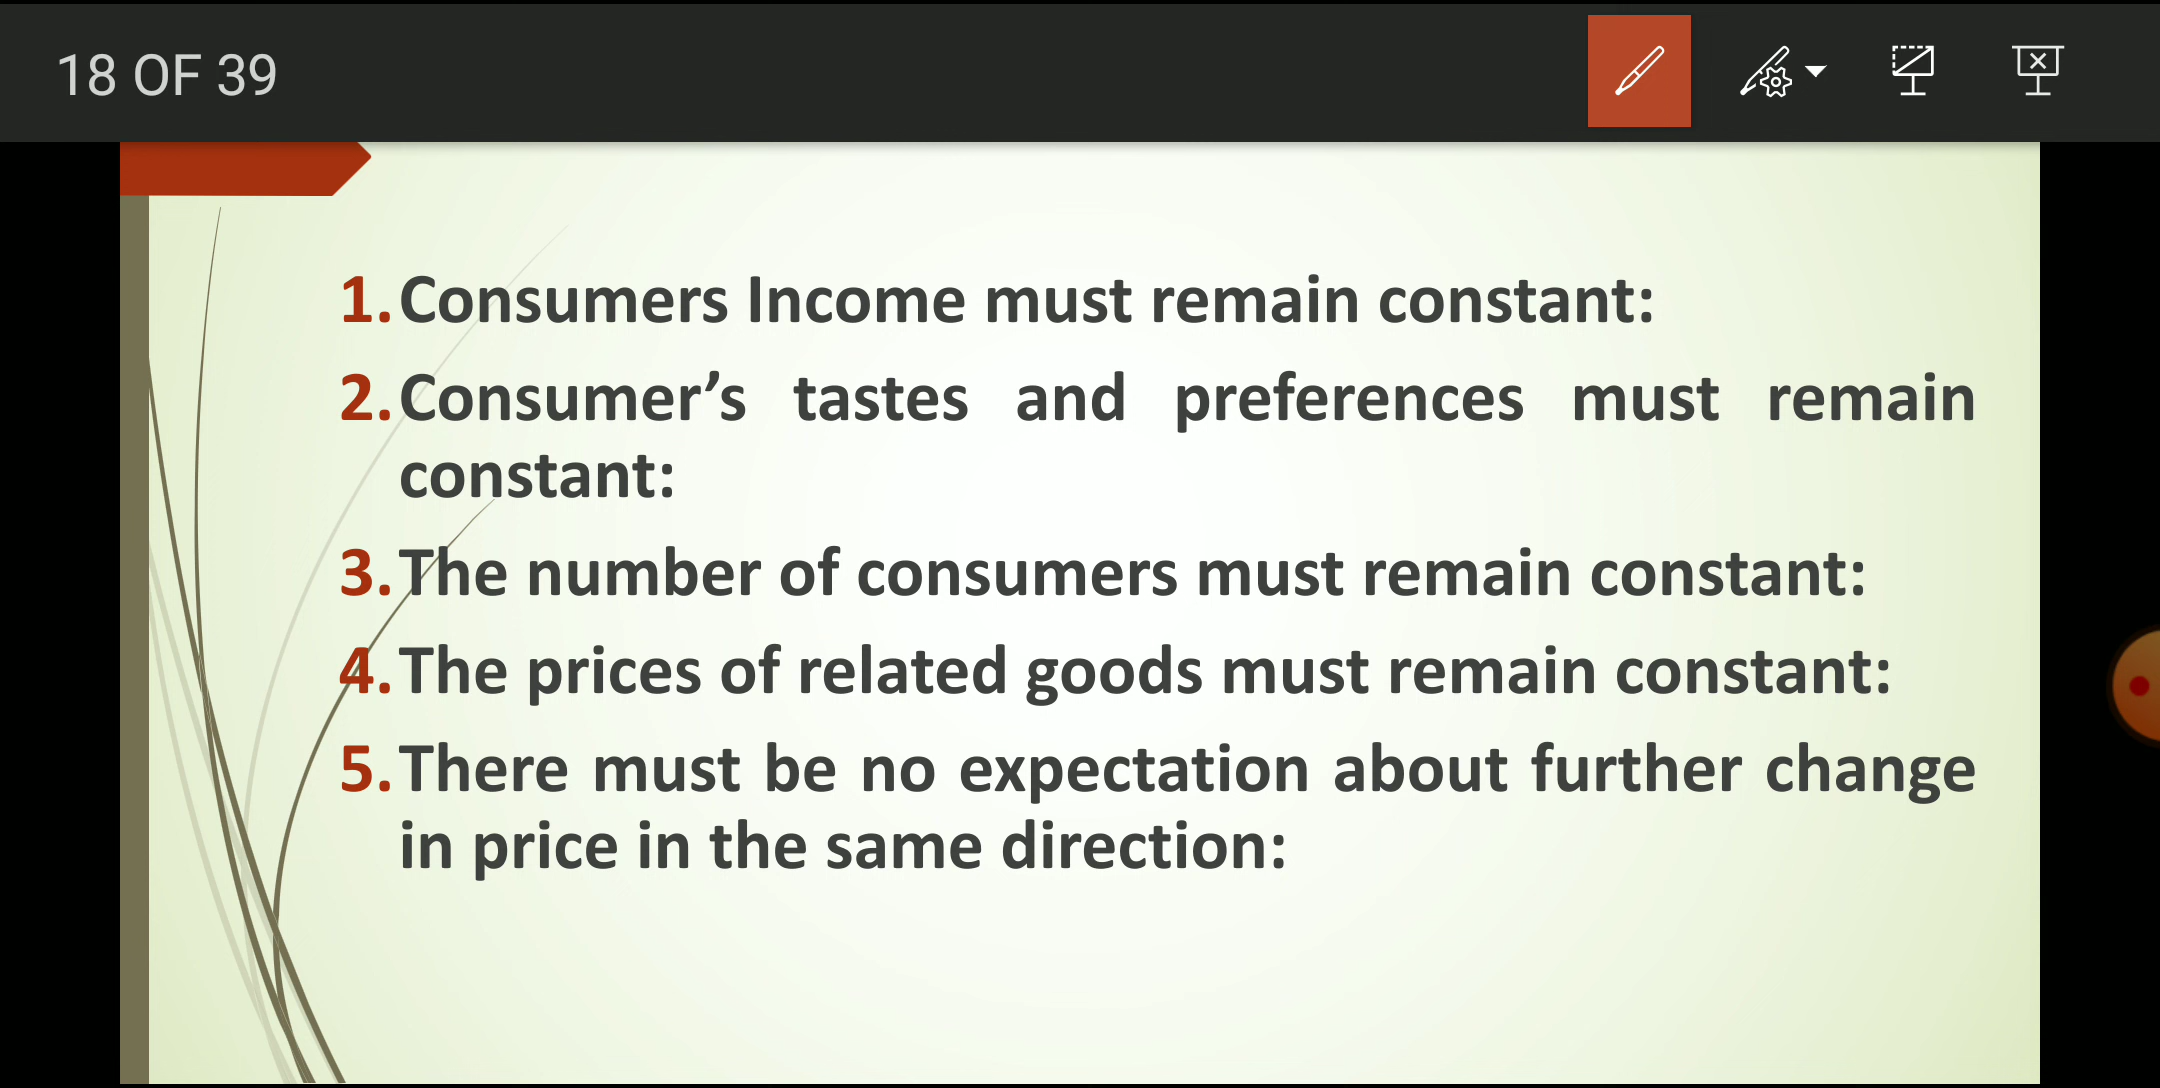 18 OF 39
1. Consumers Income must remain constant:
2. Consumer’s tastes and preferences must remain
constant:
3. The number of consumers must remain constant:
4. The prices of related goods must remain constant:
5. There must be no expectation about further change
in price in the same direction: